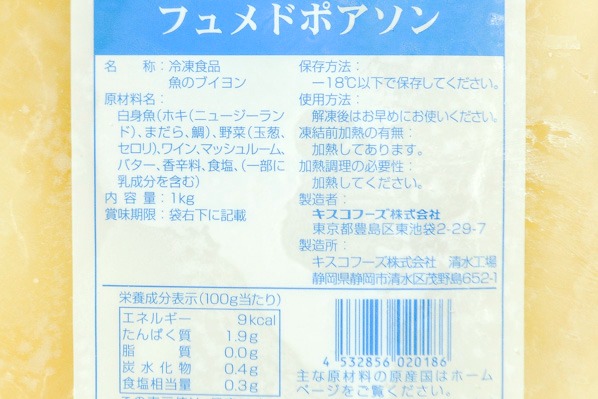 フュメドポアソン
名　称：冷凍食品
魚のブイヨン
原材料名：
白身魚(ホキ(ニュージーラン
ド)、まだら、鯛)、野菜(玉葱、
セロリ)、ワイン、マッシュルーム、
バター、香辛料、食塩、(一部に
乳成分を含む)
内 容 量：1kg
賞味期限：袋右下に記載
保存方法：
－18℃以下で保存してください。
使用方法：
解凍後はお早めにお使いください。
凍結前加熱の有無：
加熱してあります。
加熱調理の必要性：
加熱してください。
製造者：
キスコフーズ株式会社
東京都豊島区東池袋2-29-7
製造所：
キスコフーズ株式会社 清水工場
静岡県静岡市清水区茂野島652-1
栄養成分表示(100g当たり)
エネルギー 9kcal
たんぱく質 1.9g
脂　質 0.0g
炭水化物 0.4g
食塩相当量 0.3g
4 532856 020186
主な原材料の原産国はホーム
ページをご覧ください。